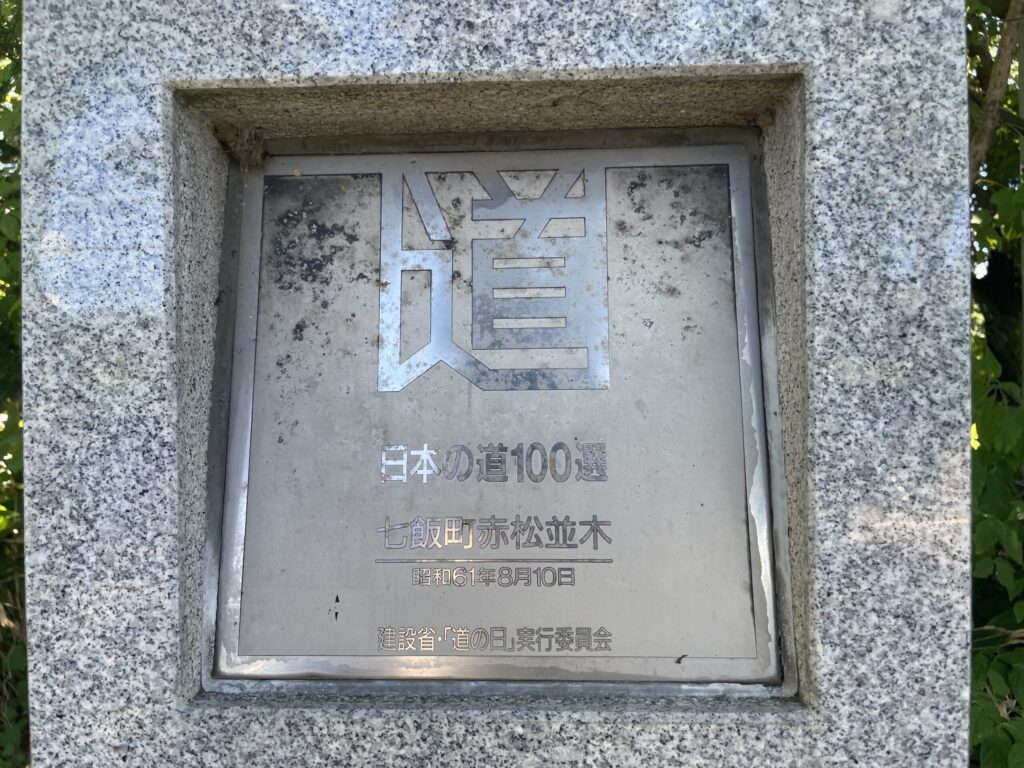 道
日本の道100選
七飯町赤松並木
昭和61年8月10日
建設省・「道の日」実行委員会